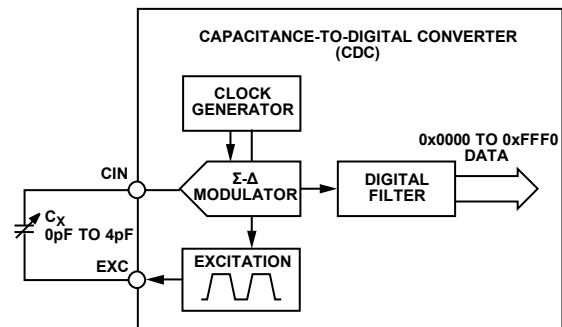 CAPACITANCE-TO-DIGITAL CONVERTER
(CDC)
CLOCK
GENERATOR
0x0000 TO 0xFFF0
DATA
CIN
Σ-Δ
MODULATOR
DIGITAL
FILTER
CX
0pF TO 4pF
EXC
EXCITATION